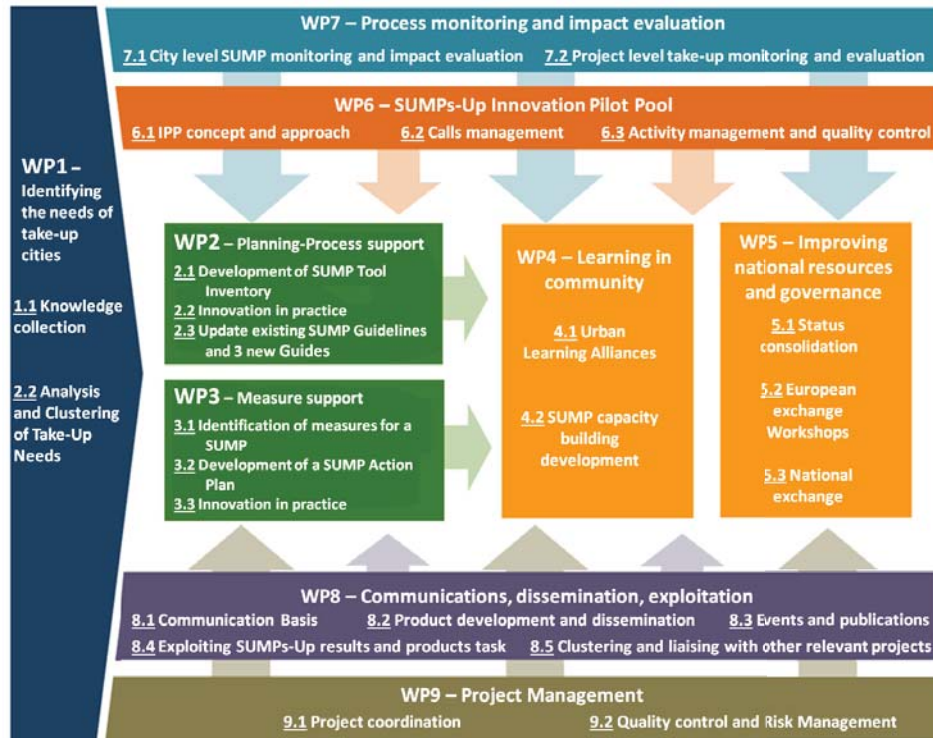 WP7 – Process monitoring and impact evaluation
7.1 City level SUMP monitoring and impact evaluation
7.2 Project level take-up monitoring and evaluation
WP6 – SUMPs-Up Innovation Pilot Pool
6.1 IPP concept and approach
6.2 Calls management
6.3 Activity management and quality control
WP1 –
Identifying
the needs of
take-up
cities
1.1 Knowledge
collection
2.2 Analysis
and Clustering
of Take-Up
Needs
WP2 – Planning-Process support
2.1 Development of SUMP Tool
Inventory
2.2 Innovation in practice
2.3 Update existing SUMP Guidelines
and 3 new Guides
WP3 – Measure support
3.1 Identification of measures for a
SUMP
3.2 Development of a SUMP Action
Plan
3.3 Innovation in practice
WP4 – Learning in
community
4.1 Urban
Learning Alliances
4.2 SUMP capacity
building
development
WP5 – Improving
national resources
and governance
5.1 Status
consolidation
5.2 European
exchange
Workshops
5.3 National
exchange
WP8 – Communications, dissemination, exploitation
8.1 Communication Basis
8.2 Product development and dissemination
8.3 Events and publications
8.4 Exploiting SUMPs-Up results and products task
8.5 Clustering and liaising with other relevant projects
WP9 – Project Management
9.1 Project coordination
9.2 Quality control and Risk Management